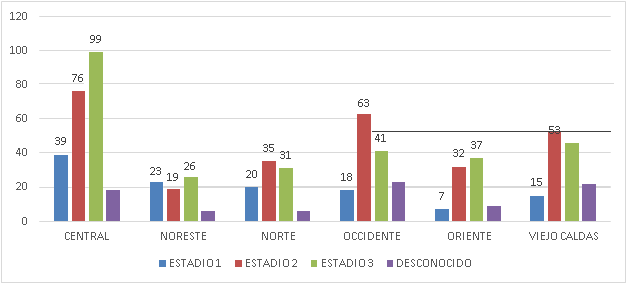 120
100
80
60
40
20
0
39
76
99
23
19
26
20
35
31
18
63
41
7
32
37
15
53
CENTRAL
NORESTE
NORTE
OCCIDENTE
ORIENTE
VIEJO CALDAS
ESTADIO 1
ESTADIO 2
ESTADIO 3
DESCONOCIDO